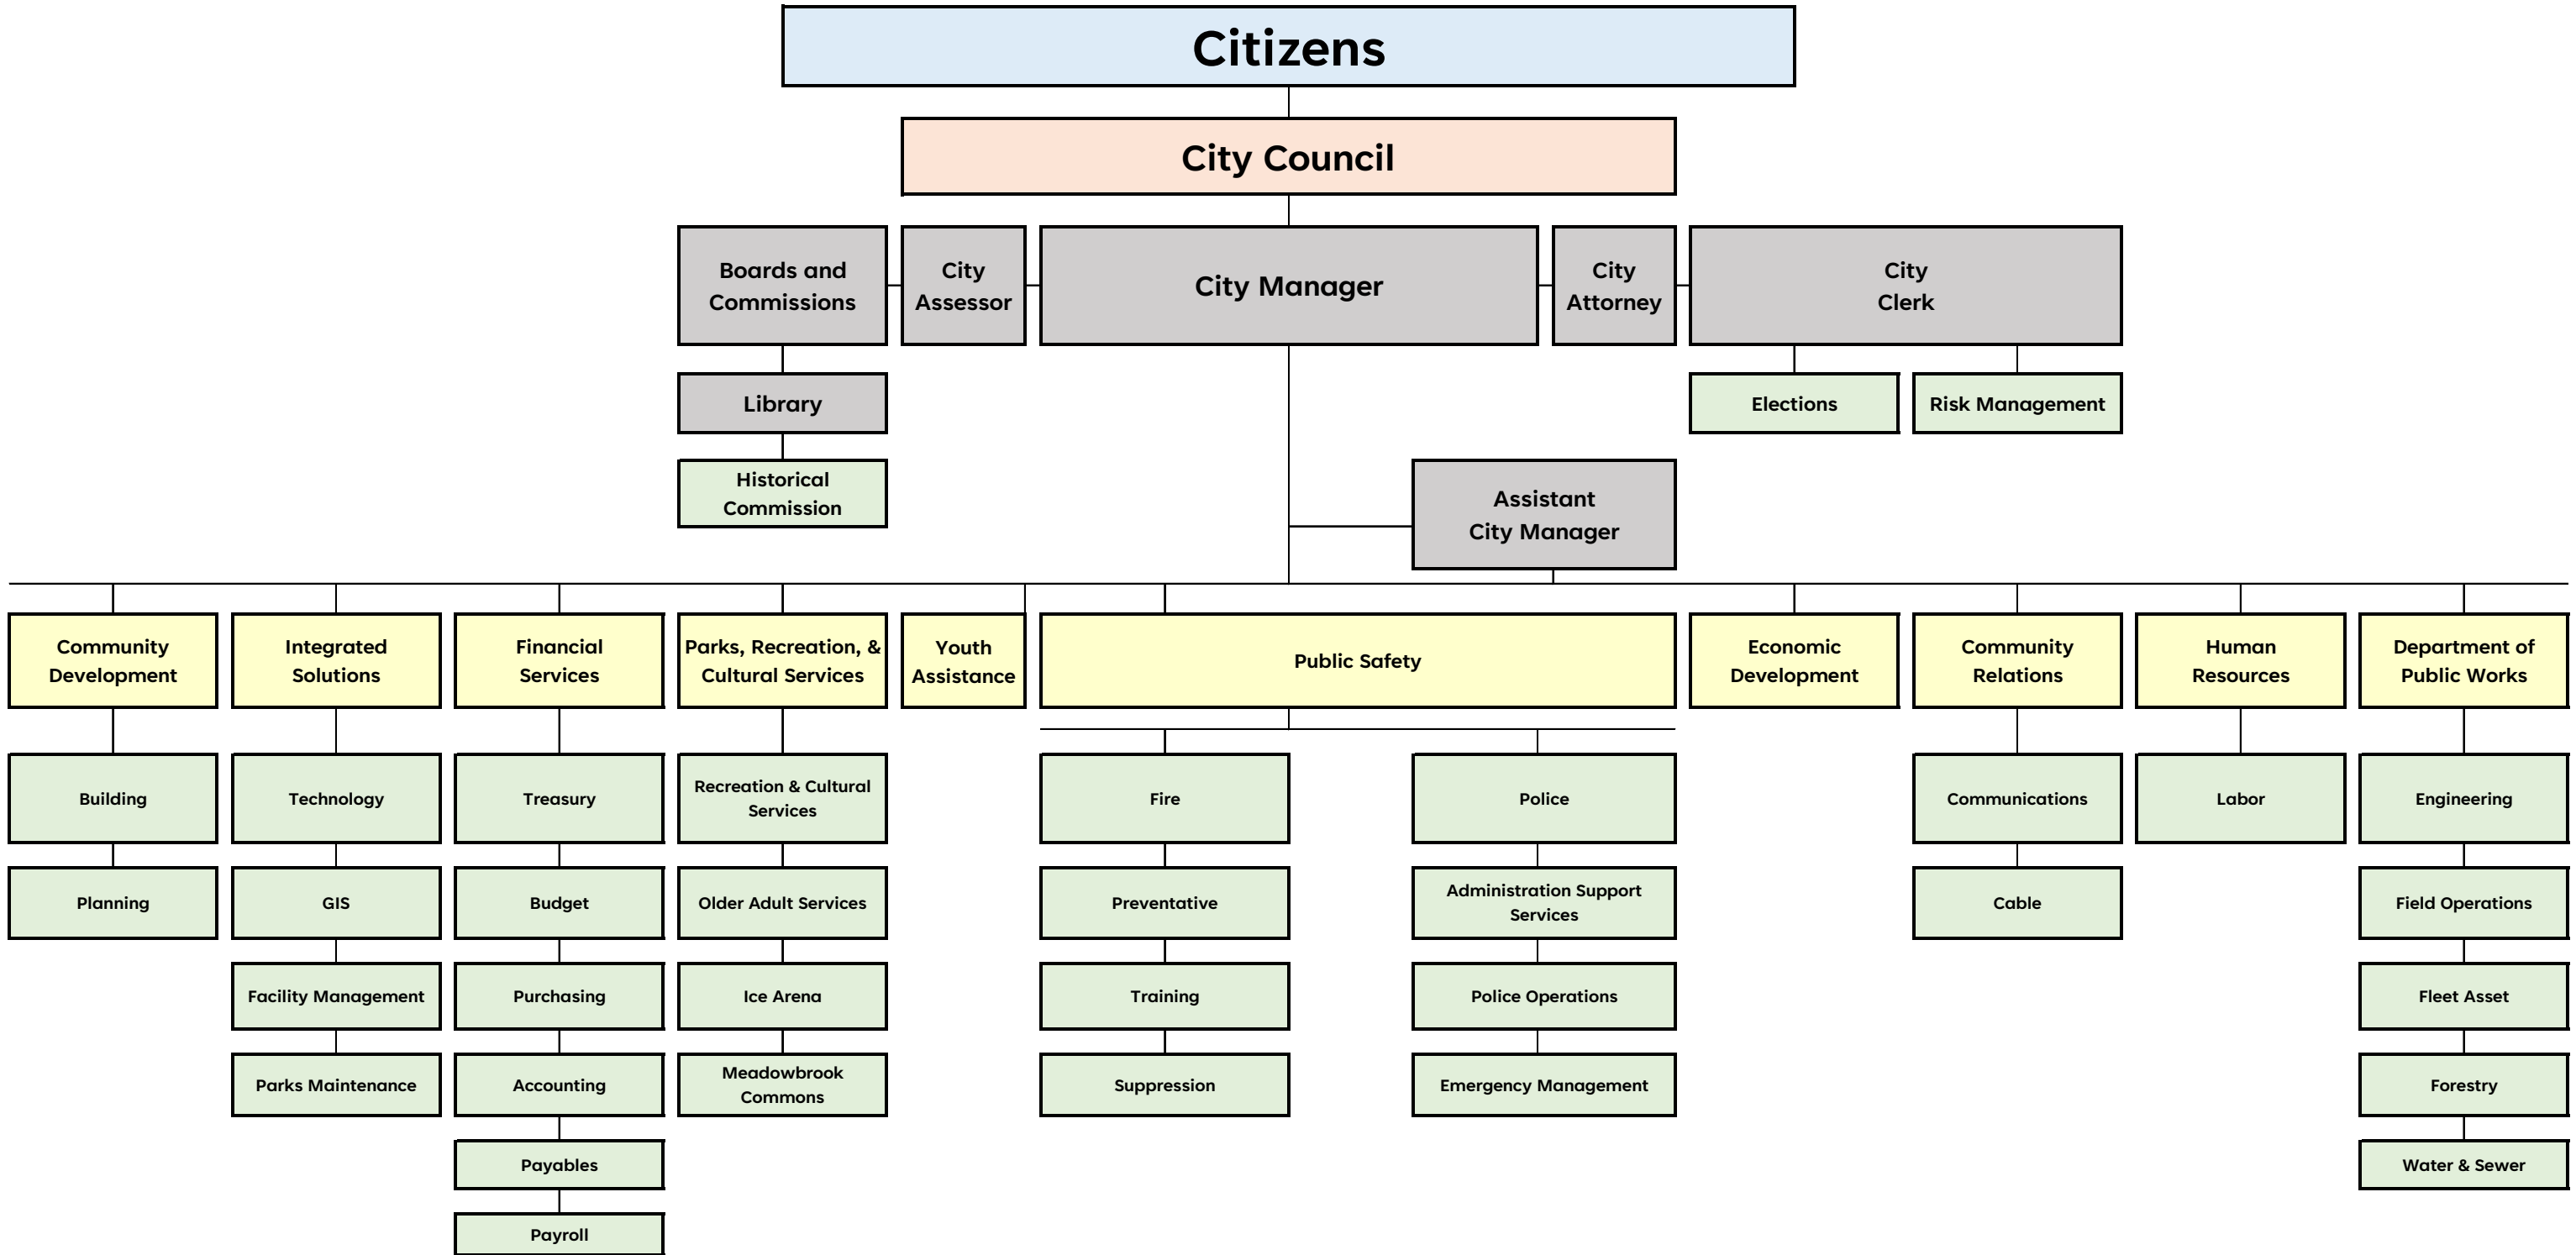 Citizens
City Council
Boards and
Commissions
City
Assessor
City Manager
City
Attorney
City
Clerk
Library
Elections
Risk Management
Historical
Commission
Assistant
City Manager
Community
Development
Integrated
Solutions
Financial
Services
Parks, Recreation, &
Cultural Services
Youth
Assistance
Public Safety
Economic
Development
Community
Relations
Human
Resources
Department of
Public Works
Building
Technology
Treasury
Recreation & Cultural
Services
Fire
Police
Communications
Labor
Engineering
Planning
GIS
Budget
Older Adult Services
Preventative
Administration Support
Services
Cable
Field Operations
Facility Management
Purchasing
Ice Arena
Training
Police Operations
Fleet Asset
Parks Maintenance
Accounting
Meadowbrook
Commons
Suppression
Emergency Management
Forestry
Payables
Water & Sewer
Payroll